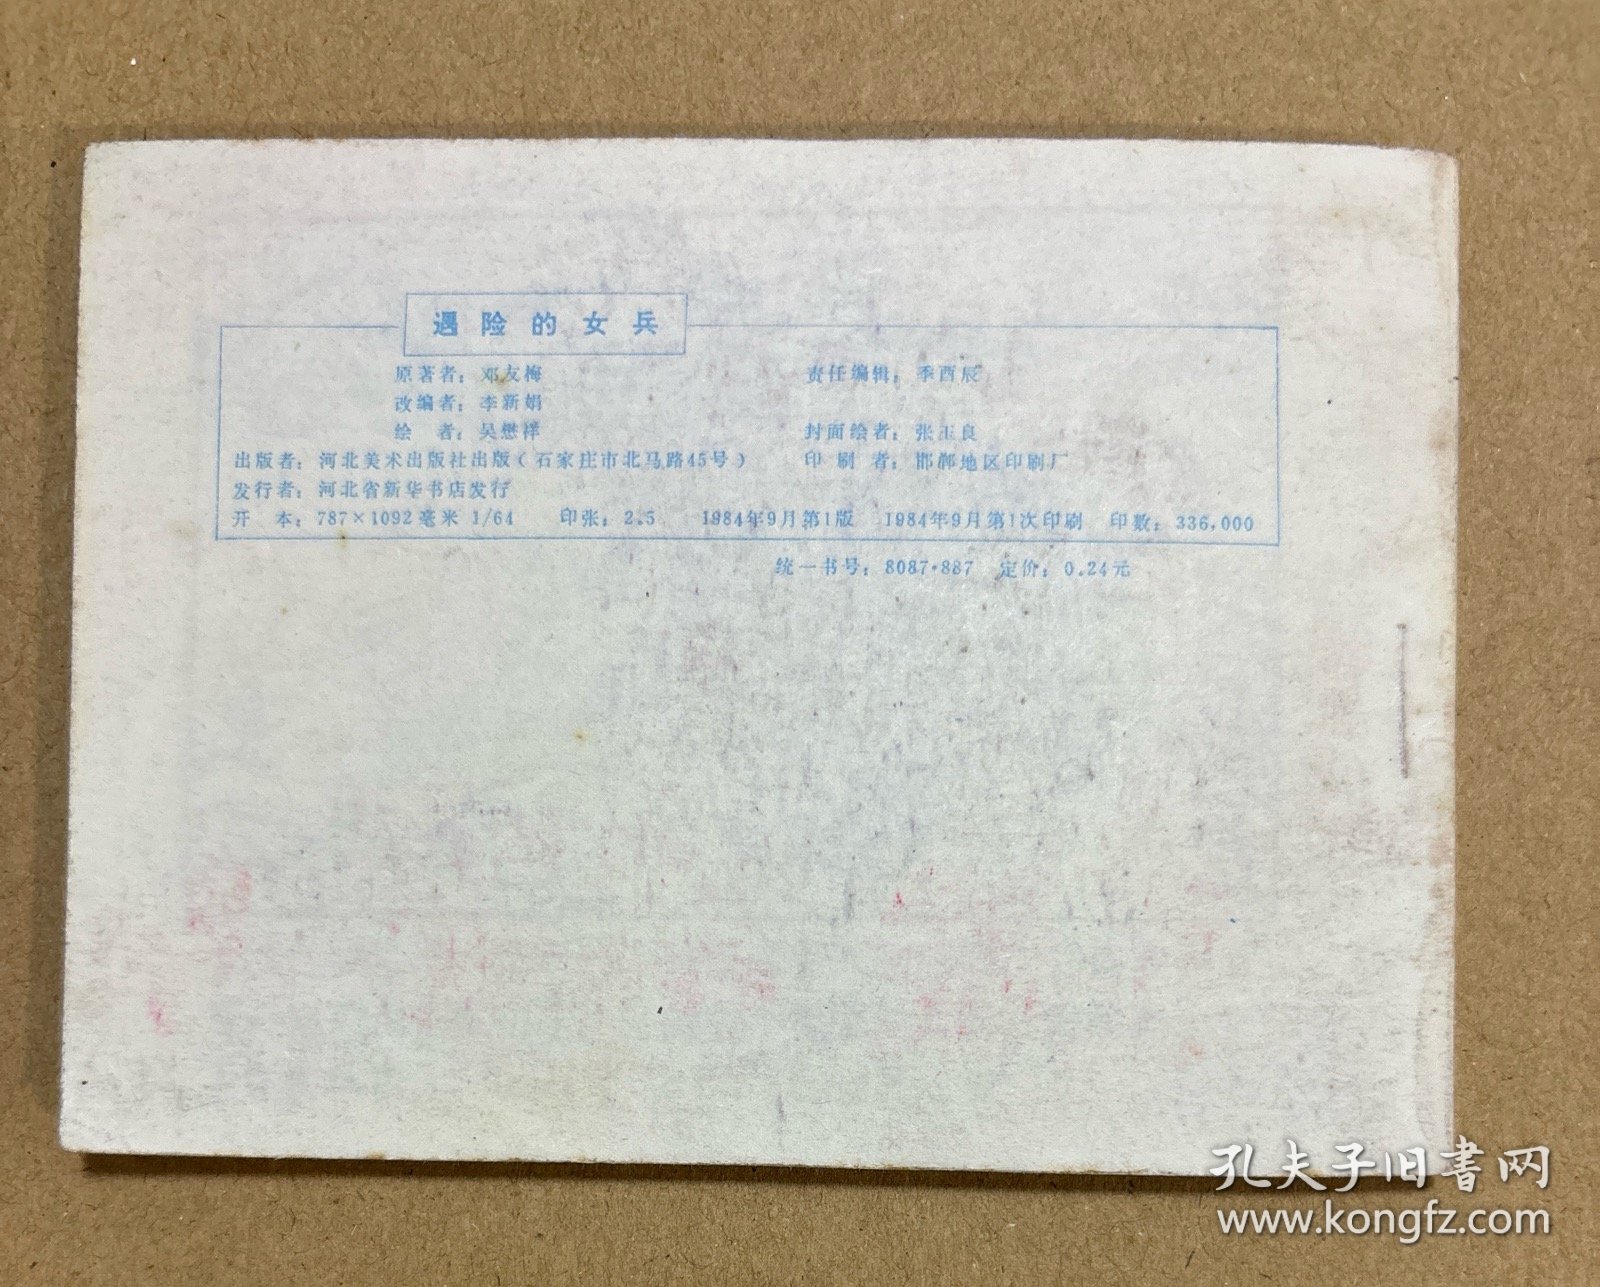 遇险的女兵
原著者：邓友梅　责任编辑：季酉辰
改编者：李新娟
绘　者：吴懋祥　封面绘者：张玉良
出版者：河北美术出版社出版（石家庄市北马路45号）　印刷者：邯郸地区印刷厂
发行者：河北省新华书店发行
开　本：787×1092毫米 1/64　印张：2.5　1984年9月第1版　1984年9月第1次印刷　印数：336,000
统一书号：8087·887　定价：0.24元
孔夫子旧书网
www.kongfz.com